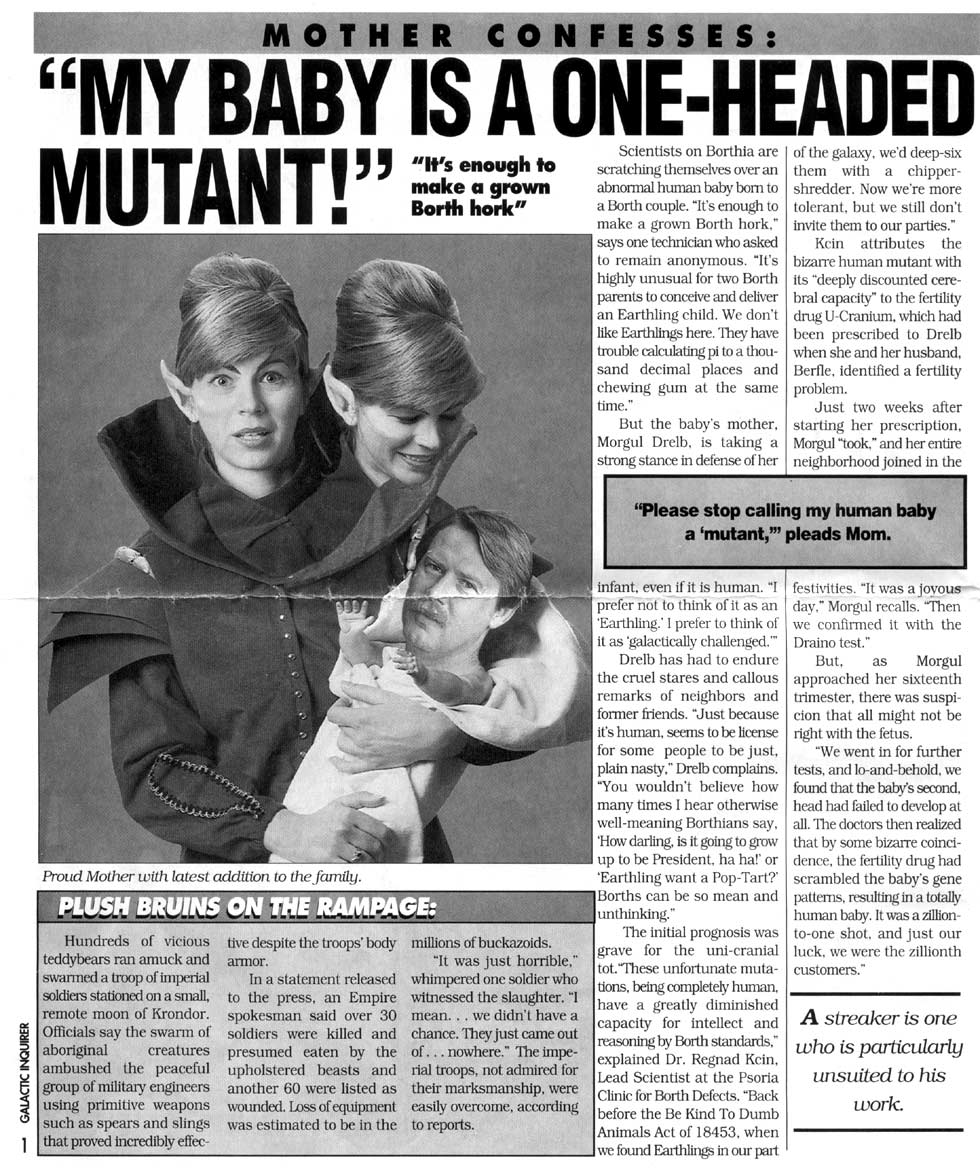 MOTHER CONFESSES:
“MY BABY IS A ONE-HEADED
MUTANT!”
“It’s enough to
make a grown
Borth hork”
Scientists on Borthia are
scratching themselves over an
abnormal human baby born to
a Borth couple. “It’s enough to
make a grown Borth hork,”
says one technician who asked
to remain anonymous. “It’s
highly unusual for two Borth
parents to conceive and deliver
an Earthling child. We don’t
like Earthlings here. They have
trouble calculating pi to a thou-
sand decimal places and
chewing gum at the same
time.”
But the baby’s mother,
Morgul Drelb, is taking a
strong stance in defense of her
infant, even if it is human. “I
prefer not to think of it as an
‘Earthling.’ I prefer to think of
it as ‘galactically challenged.’”
Drelb has had to endure
the cruel stares and callous
remarks of neighbors and
former friends. “Just because
it’s human, seems to be license
for some people to be just,
plain nasty,” Drelb complains.
“You wouldn’t believe how
many times I hear otherwise
well-meaning Borthians say,
‘How darling, is it going to grow
up to be President, ha ha!’ or
‘Earthling want a Pop-Tart?’
Borths can be so mean and
unthinking.”
The initial prognosis was
grave for the uni-cranial
tot.“These unfortunate muta-
tions, being completely human,
have a greatly diminished
capacity for intellect and
reasoning by Borth standards,”
explained Dr. Regnad Kcin,
Lead Scientist at the Psoria
Clinic for Borth Defects. “Back
before the Be Kind To Dumb
Animals Act of 18453, when
we found Earthlings in our part
of the galaxy, we’d deep-six
them with a chipper-
shredder. Now we’re more
tolerant, but we still don’t
invite them to our parties.”
Kcin attributes the
bizarre human mutant with
its “deeply discounted cere-
bral capacity” to the fertility
drug U-Cranium, which had
been prescribed to Drelb
when she and her husband,
Berfle, identified a fertility
problem.
Just two weeks after
starting her prescription,
Morgul “took,” and her entire
neighborhood joined in the
festivities. “It was a joyous
day,” Morgul recalls. “Then
we confirmed it with the
Draino test.”
But, as Morgul
approached her sixteenth
trimester, there was suspi-
cion that all might not be
right with the fetus.
“We went in for further
tests, and lo-and-behold, we
found that the baby’s second,
head had failed to develop at
all. The doctors then realized
that by some bizarre coinci-
dence, the fertility drug had
scrambled the baby’s gene
patterns, resulting in a totally
human baby. It was a zillion-
to-one shot, and just our
luck, we were the zillionth
customers.”
“Please stop calling my human baby
a ‘mutant,’” pleads Mom.
A streaker is one
who is particularly
unsuited to his
work.
Proud Mother with latest addition to the family.
PLUSH BRUINS ON THE RAMPAGE:
Hundreds of vicious
teddybears ran amuck and
swarmed a troop of imperial
soldiers stationed on a small,
remote moon of Krondor.
Officials say the swarm of
aboriginal creatures
ambushed the peaceful
group of military engineers
using primitive weapons
such as spears and slings
that proved incredibly effec-
tive despite the troops’ body
armor.
In a statement released
to the press, an Empire
spokesman said over 30
soldiers were killed and
presumed eaten by the
upholstered beasts and
another 60 were listed as
wounded. Loss of equipment
was estimated to be in the
millions of buckazoids.
“It was just horrible,”
whimpered one soldier who
witnessed the slaughter. “I
mean. . . we didn’t have a
chance. They just came out
of . . . nowhere.” The impe-
rial troops, not admired for
their marksmanship, were
easily overcome, according
to reports.
GALACTIC INQUIRER
1